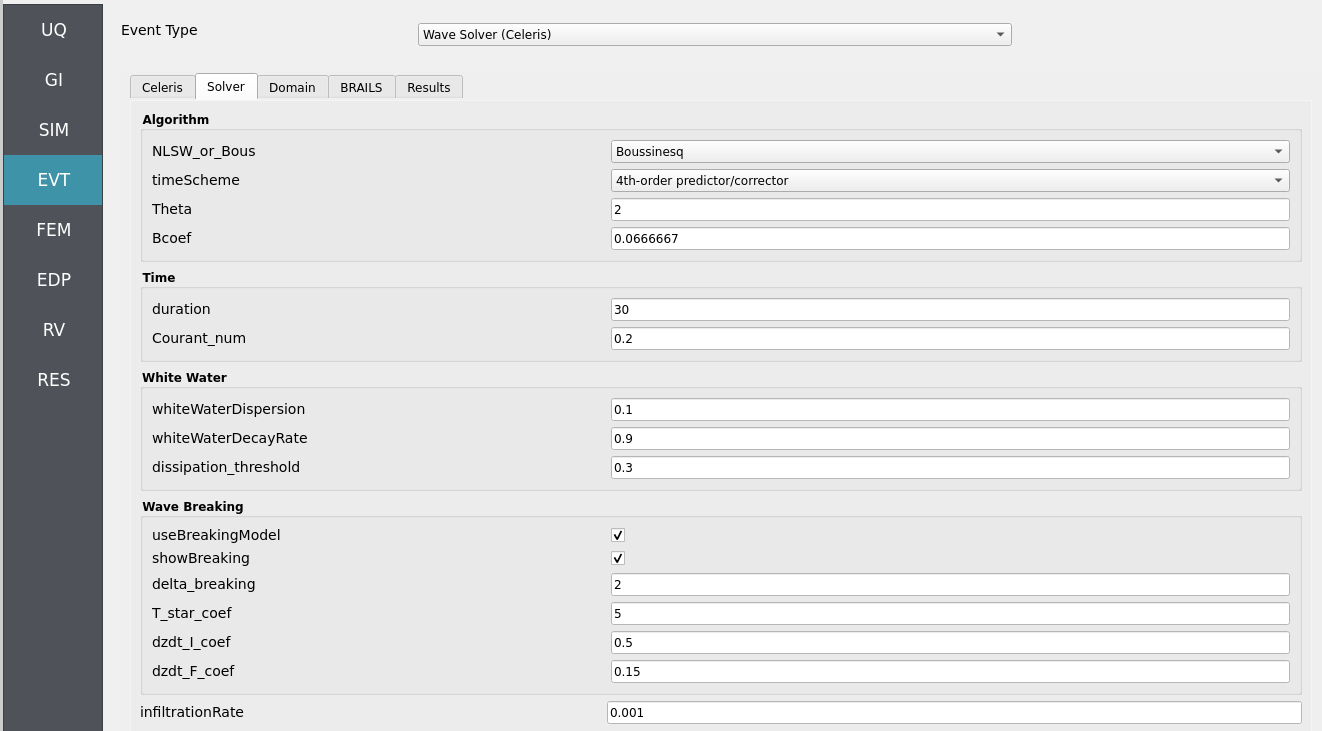 UQ
GI
SIM
EVT
FEM
EDP
RV
RES
Event Type Wave Solver (Celeris)
Celeris Solver Domain BRAILS Results
Algorithm
NLSW_or_Bous Boussinesq
timeScheme 4th-order predictor/corrector
Theta 2
Bcoef 0.0666667
Time
duration 30
Courant_num 0.2
White Water
whiteWaterDispersion 0.1
whiteWaterDecayRate 0.9
dissipation_threshold 0.3
Wave Breaking
useBreakingModel
showBreaking
delta_breaking 2
T_star_coef 5
dzdt_I_coef 0.5
dzdt_F_coef 0.15
infiltrationRate 0.001